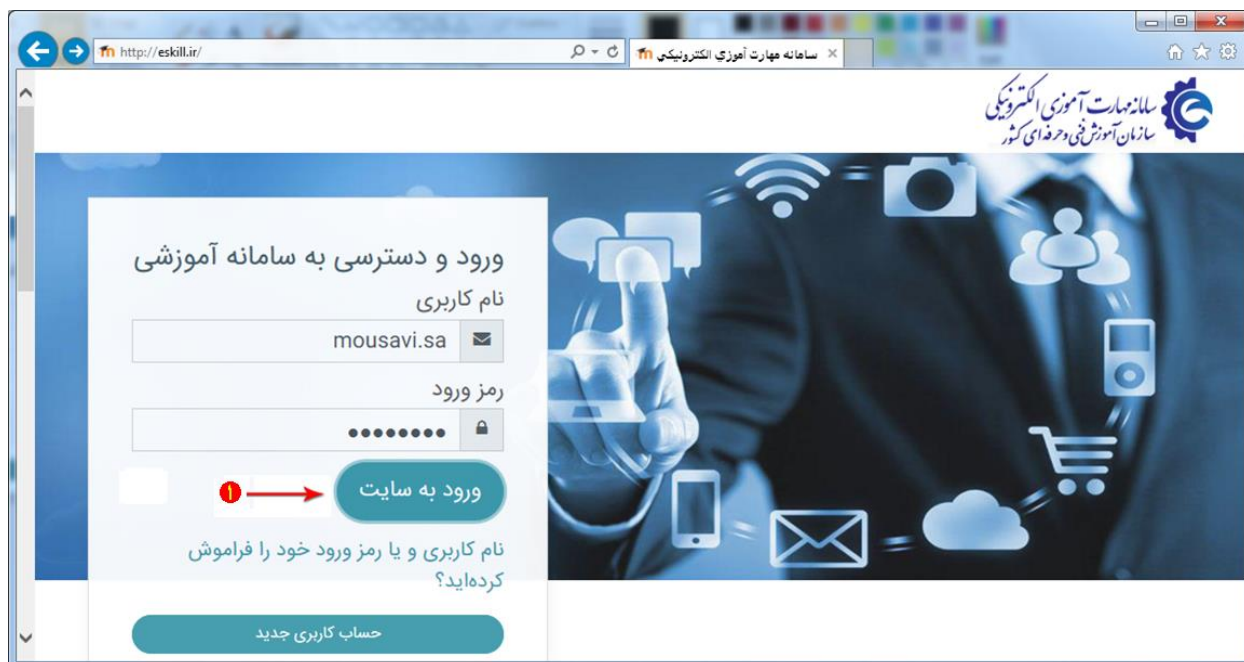 http://eskill.ir/
سامانه مهارت آموزي الكترونيكي
سامانه مهارت آموزی الکترونیکی
سازمان آموزش فنی و حرفه ای کشور
ورود و دسترسی به سامانه آموزشی
نام کاربری
mousavi.sa
رمز ورود
۱
ورود به سایت
نام کاربری و یا رمز ورود خود را فراموش
کرده‌اید؟
حساب کاربری جدید